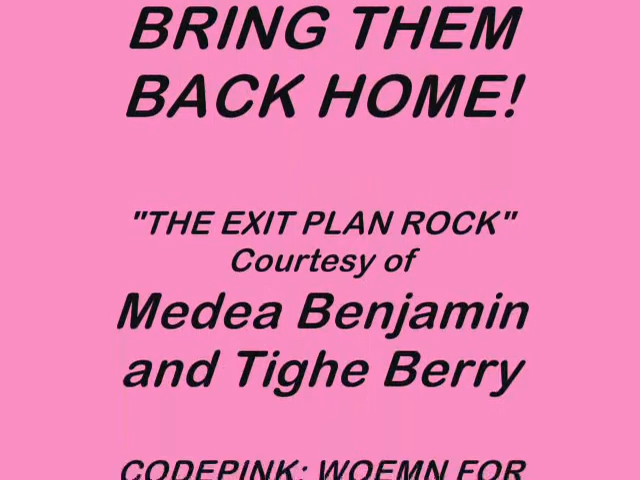 BRING THEM
BACK HOME!
"THE EXIT PLAN ROCK"
Courtesy of
Medea Benjamin
and Tighe Berry
CODEPINK: WOEMN FOR